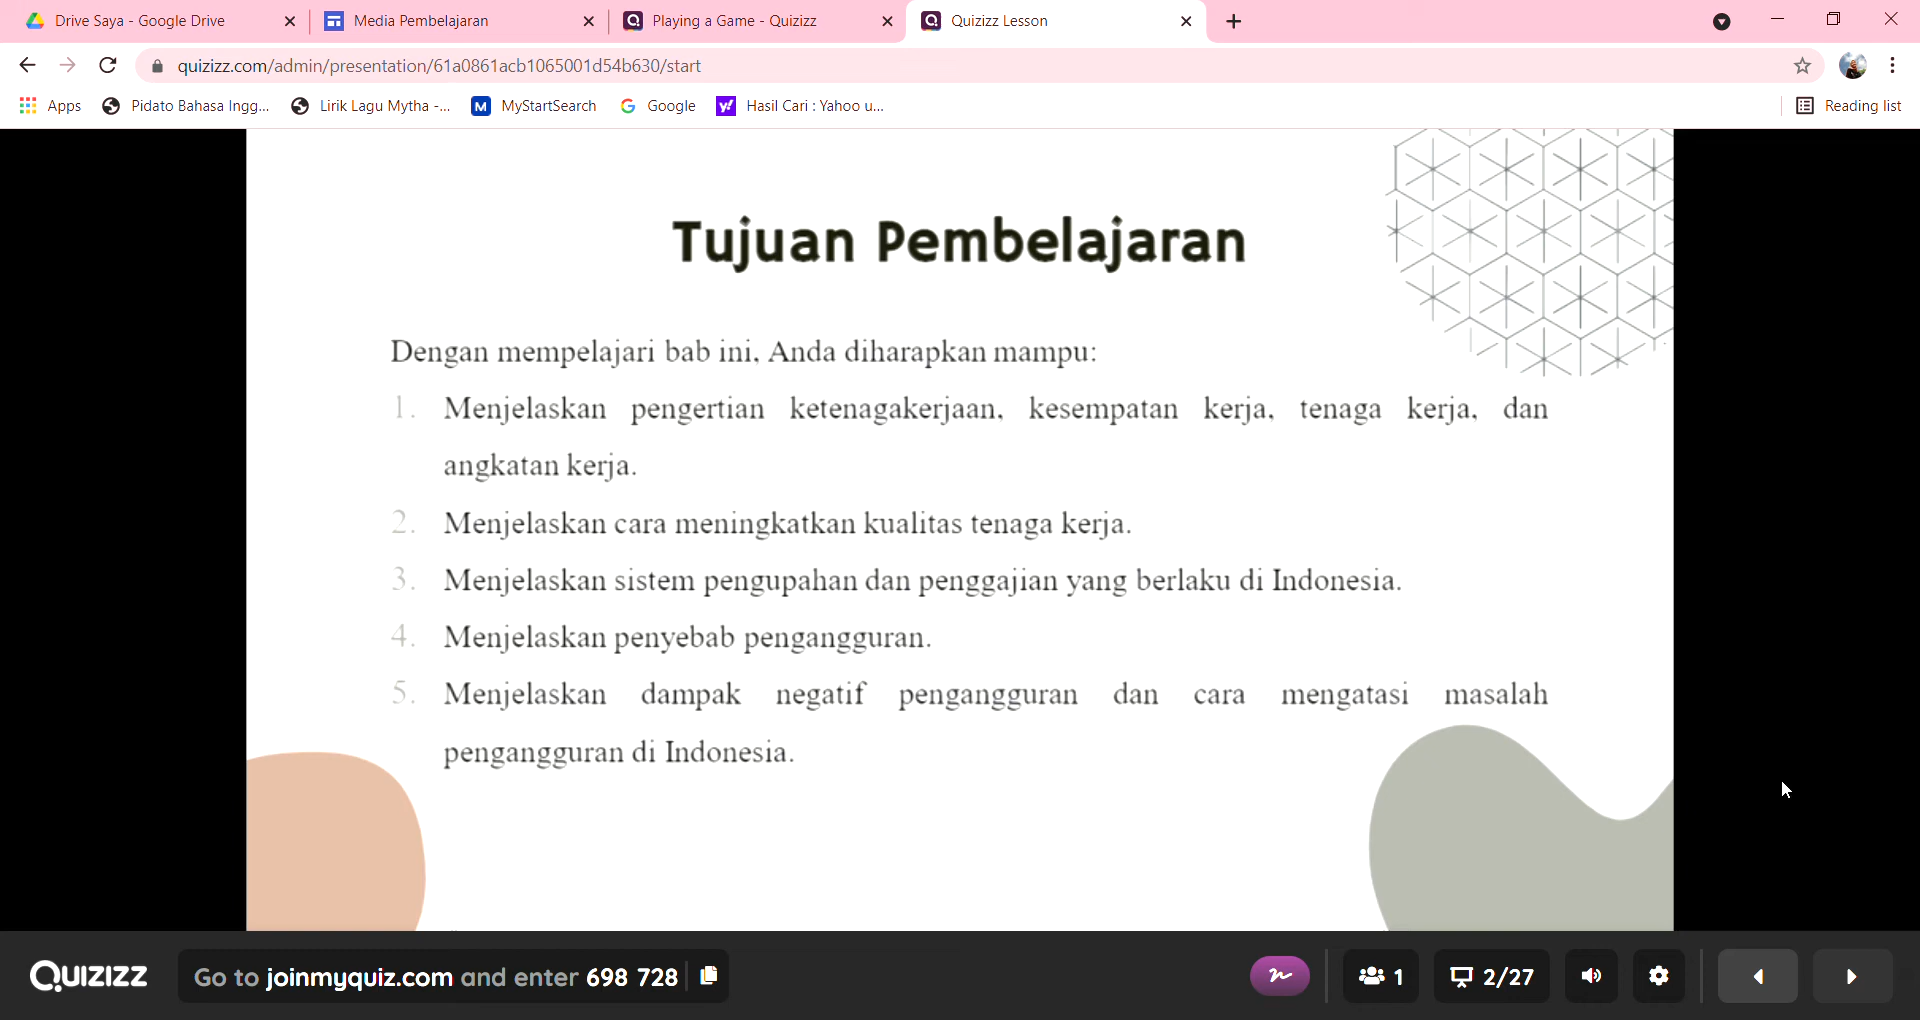 Drive Saya - Google Drive
Media Pembelajaran
Playing a Game - Quizizz
Quizizz Lesson
quizizz.com/admin/presentation/61a0861acb1065001d54b630/start
Apps
Pidato Bahasa Ingg...
Lirik Lagu Mytha -...
M
MyStartSearch
Google
Hasil Cari : Yahoo u...
Reading list
Tujuan Pembelajaran
Dengan mempelajari bab ini, Anda diharapkan mampu:
1. Menjelaskan pengertian ketenagakerjaan, kesempatan kerja, tenaga kerja, dan
angkatan kerja.
2. Menjelaskan cara meningkatkan kualitas tenaga kerja.
3. Menjelaskan sistem pengupahan dan penggajian yang berlaku di Indonesia.
4. Menjelaskan penyebab pengangguran.
5. Menjelaskan dampak negatif pengangguran dan cara mengatasi masalah
pengangguran di Indonesia.
QUIZIZZ
Go to joinmyquiz.com and enter 698 728
1
2/27